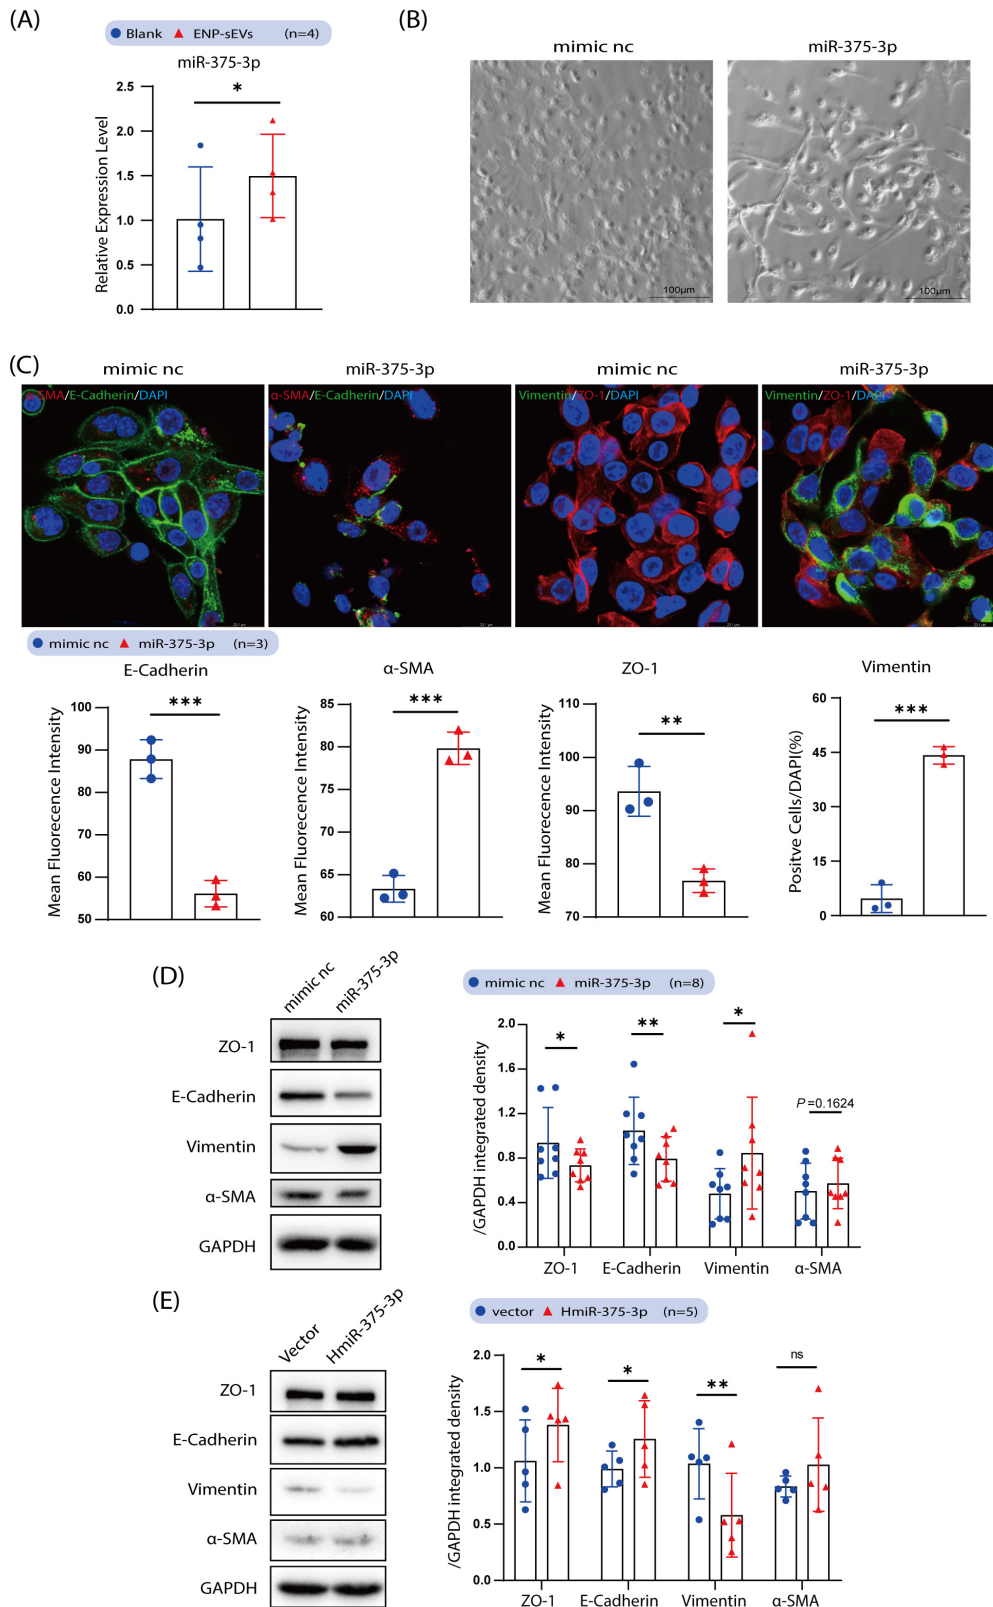 (A)
Blank ENP-sEVs (n=4)
miR-375-3p
Relative Expression Level
2.5
2.0
1.5
1.0
0.5
0.0
*
(B)
mimic nc
miR-375-3p
100μm
100μm
(C)
mimic nc
miR-375-3p
mimic nc
miR-375-3p
α-SMA/E-Cadherin/DAPI
α-SMA/E-Cadherin/DAPI
Vimentin/ZO-1/DAPI
Vimentin/ZO-1/DAPI
mimic nc miR-375-3p (n=3)
E-Cadherin
Mean Fluorecence Intensity
100
90
80
70
60
50
***
α-SMA
Mean Fluorecence Intensity
85
80
75
70
65
60
***
ZO-1
Mean Fluorecence Intensity
110
100
90
80
70
**
Vimentin
Positve Cells/DAPI(%)
60
45
30
15
0
***
(D)
mimic nc
miR-375-3p
ZO-1
E-Cadherin
Vimentin
α-SMA
GAPDH
mimic nc miR-375-3p (n=8)
/GAPDH integrated density
2.0
1.6
1.2
0.8
0.4
0.0
*
**
*
P=0.1624
ZO-1
E-Cadherin
Vimentin
α-SMA
(E)
Vector
HmiR-375-3p
ZO-1
E-Cadherin
Vimentin
α-SMA
GAPDH
vector HmiR-375-3p (n=5)
/GAPDH integrated density
2.0
1.5
1.0
0.5
0.0
*
*
**
ns
ZO-1
E-Cadherin
Vimentin
α-SMA